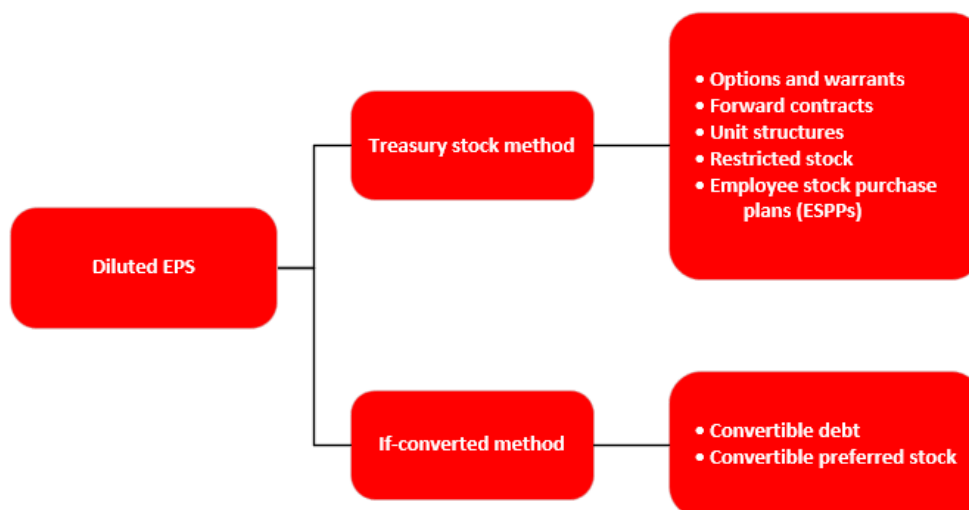 Diluted EPS
Treasury stock method
• Options and warrants
• Forward contracts
• Unit structures
• Restricted stock
• Employee stock purchase
plans (ESPPs)
If-converted method
• Convertible debt
• Convertible preferred stock